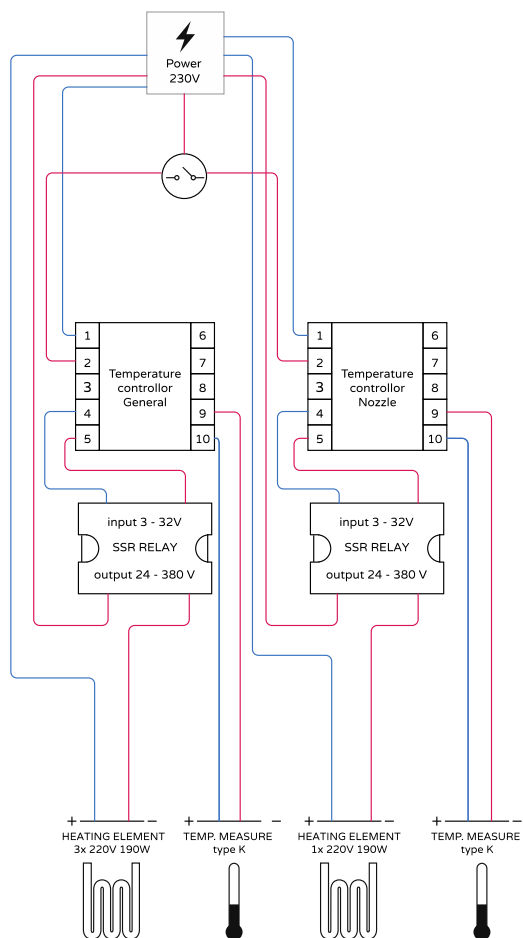 Power
230V
1
2
3
4
5
6
7
8
9
10
Temperature
controllor
General
1
2
3
4
5
6
7
8
9
10
Temperature
controllor
Nozzle
input 3 - 32V
SSR RELAY
output 24 - 380 V
input 3 - 32V
SSR RELAY
output 24 - 380 V
+ −
HEATING ELEMENT
3x 220V 190W
+ −
TEMP. MEASURE
type K
+ −
HEATING ELEMENT
1x 220V 190W
+ −
TEMP. MEASURE
type K